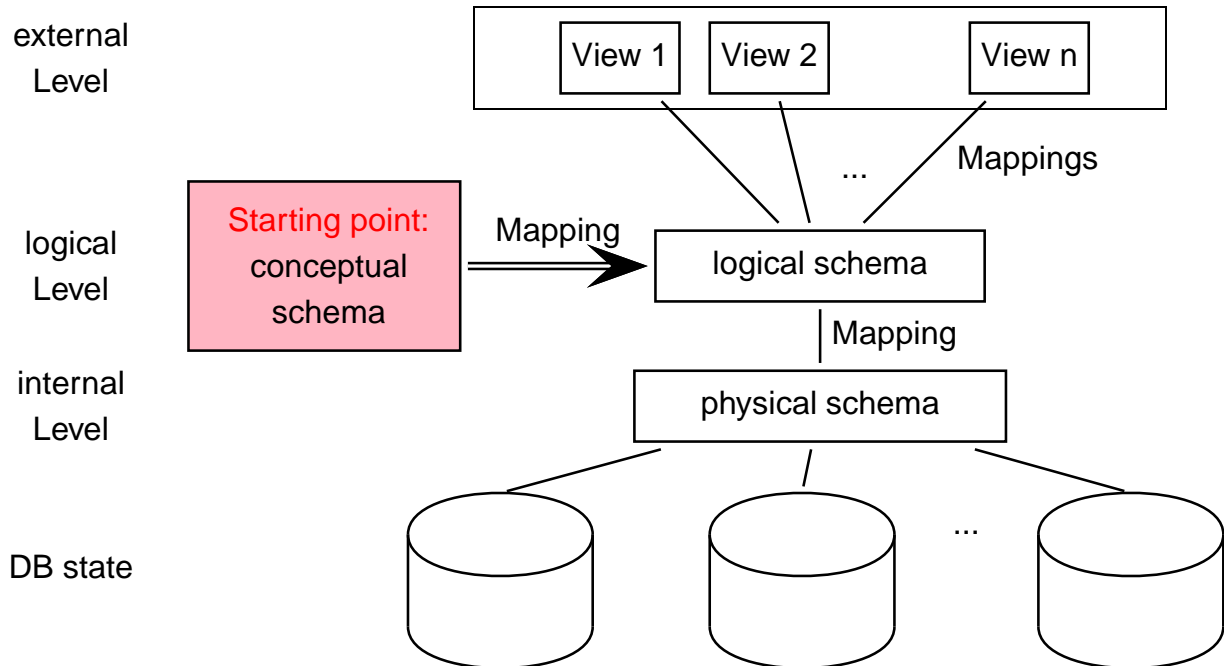 external
Level
View 1
View 2
View n
...
Mappings
Starting point:
conceptual
schema
Mapping
logical
Level
logical schema
Mapping
internal
Level
physical schema
...
DB state